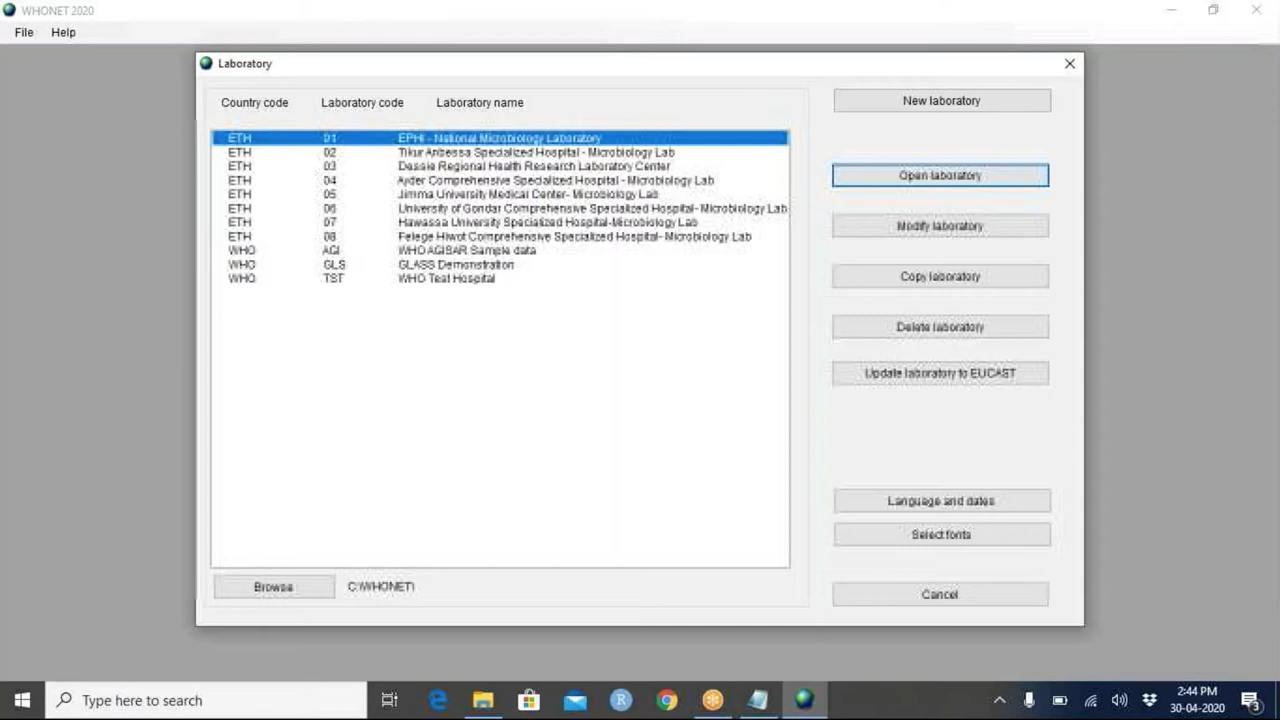 WHONET 2020
File Help
Laboratory
Country code Laboratory code Laboratory name
ETH 01 EPHI - National Microbiology Laboratory
ETH 02 Tikur Anbessa Specialized Hospital - Microbiology Lab
ETH 03 Dessie Regional Health Research Laboratory Center
ETH 04 Ayder Comprehensive Specialized Hospital - Microbiology Lab
ETH 05 Jimma University Medical Center- Microbiology Lab
ETH 06 University of Gondar Comprehensive Specialized Hospital- Microbiology Lab
ETH 07 Hawassa University Specialized Hospital-Microbiology Lab
ETH 08 Felege Hiwot Comprehensive Specialized Hospital- Microbiology Lab
WHO AGI WHO AGISAR Sample data
WHO GLS GLASS Demonstration
WHO TST WHO Test Hospital
Browse C:\WHONET\
New laboratory
Open laboratory
Modify laboratory
Copy laboratory
Delete laboratory
Update laboratory to EUCAST
Language and dates
Select fonts
Cancel
Type here to search
2:44 PM
30-04-2020
3